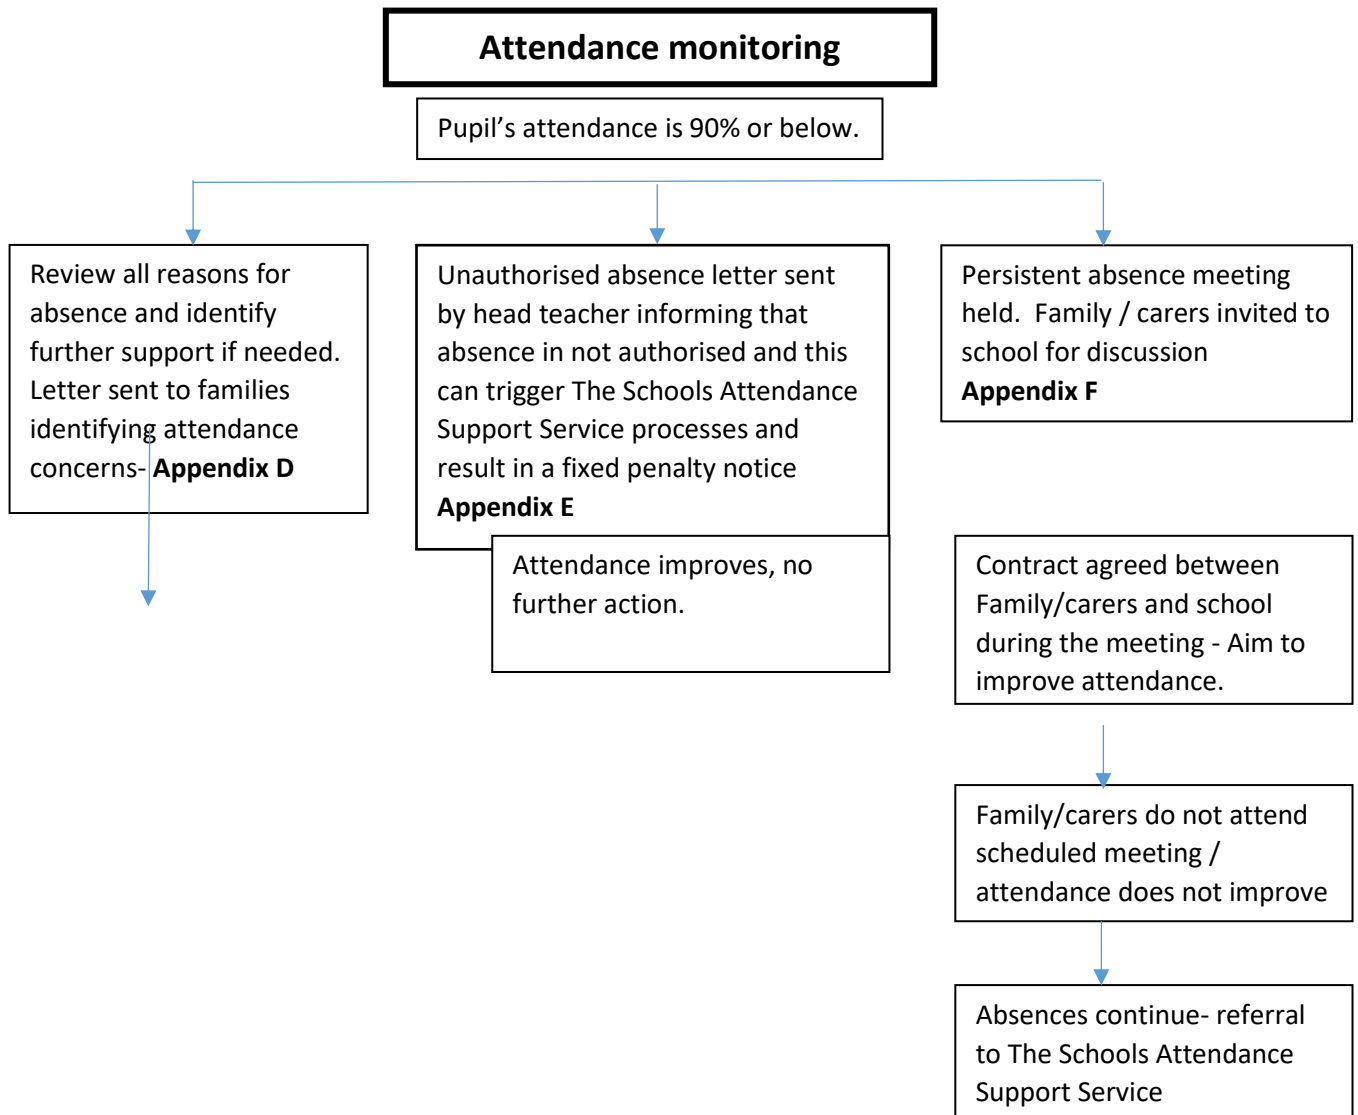 Attendance monitoring
Pupil’s attendance is 90% or below.
Review all reasons for
absence and identify
further support if needed.
Letter sent to families
identifying attendance
concerns- Appendix D
Unauthorised absence letter sent
by head teacher informing that
absence in not authorised and this
can trigger The Schools Attendance
Support Service processes and
result in a fixed penalty notice
Appendix E
Attendance improves, no
further action.
Persistent absence meeting
held.  Family / carers invited to
school for discussion
Appendix F
Contract agreed between
Family/carers and school
during the meeting - Aim to
improve attendance.
Family/carers do not attend
scheduled meeting /
attendance does not improve
Absences continue- referral
to The Schools Attendance
Support Service